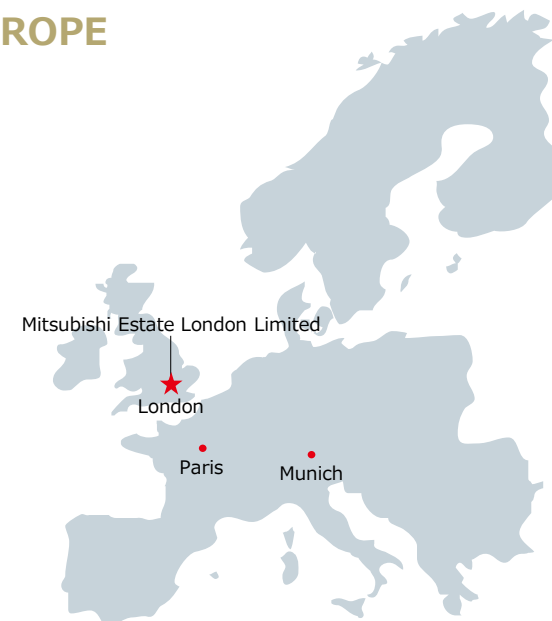 ROPE
Mitsubishi Estate London Limited
London
Paris
Munich